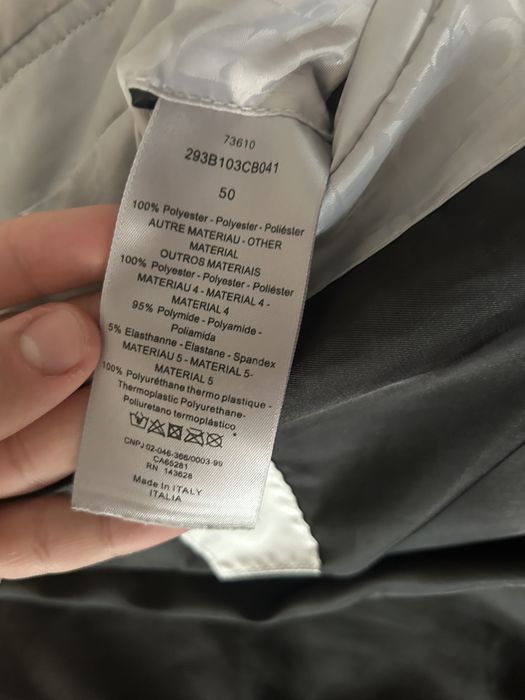 73610
293B103CB041
50
100% Polyester - Polyester - Poliéster
AUTRE MATERIAU - OTHER
MATERIAL
OUTROS MATERIAIS
100% Polyester - Polyester - Poliéster
MATERIAU 4 - MATERIAL 4 -
MATERIAL 4
95% Polymide - Polyamide -
Poliamida
5% Elasthanne - Elastane - Spandex
MATERIAU 5 - MATERIAL 5-
MATERIAL 5
100% Polyuréthane thermo plastique -
Thermoplastic Polyurethane-
Poliuretano termoplástico
CNPJ 02-046-366/0003-99
CA65281
RN 143628
Made in ITALY
ITALIA